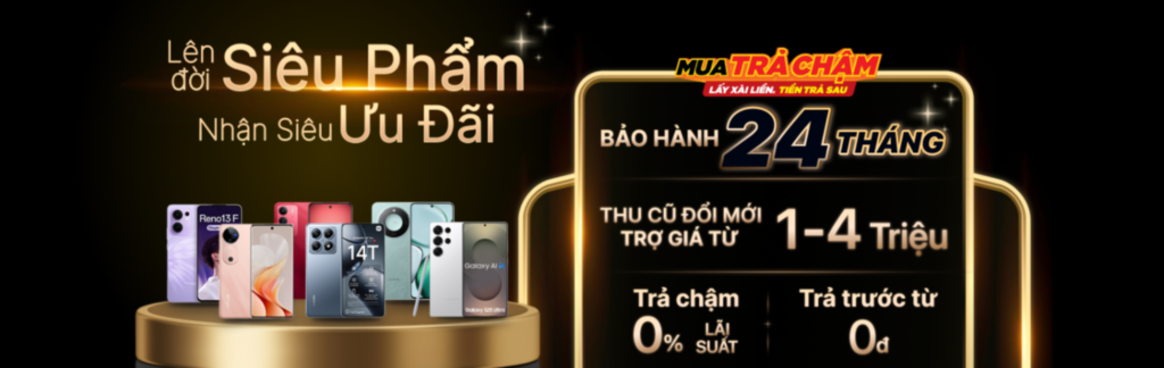 Lên đời Siêu Phẩm
Nhận Siêu Ưu Đãi
MUA TRẢ CHẬM
LẤY XÀI LIỀN. TIỀN TRẢ SAU
BẢO HÀNH 24 THÁNG
THU CŨ ĐỔI MỚI
TRỢ GIÁ TỪ
1-4 Triệu
Trả chậm
0% LÃI SUẤT
Trả trước từ
0đ
Reno13 F
14T
Galaxy AI